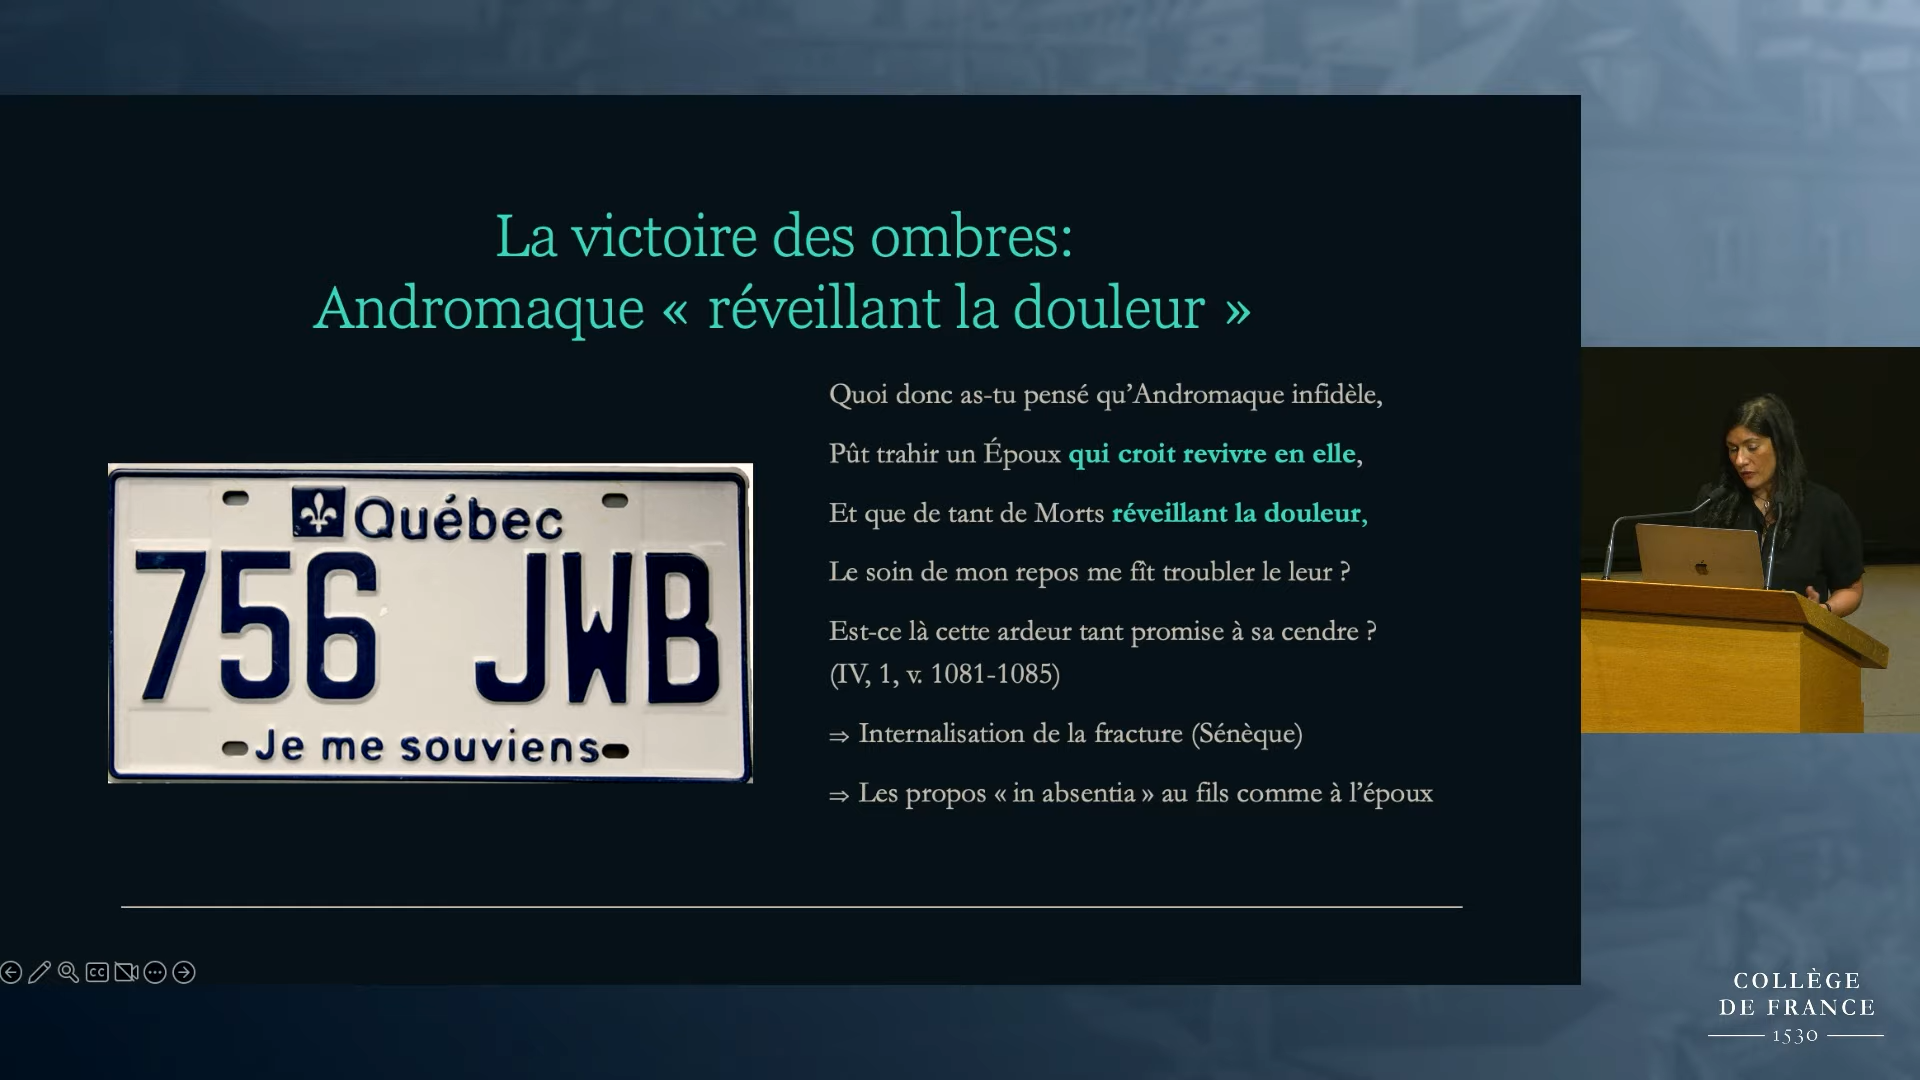 La victoire des ombres:
Andromaque « réveillant la douleur »
Québec
756 JWB
Je me souviens
Quoi donc as-tu pensé qu’Andromaque infidèle,
Pût trahir un Époux qui croit revivre en elle,
Et que de tant de Morts réveillant la douleur,
Le soin de mon repos me fît troubler le leur ?
Est-ce là cette ardeur tant promise à sa cendre ?
(IV, 1, v. 1081-1085)
⇒ Internalisation de la fracture (Sénèque)
⇒ Les propos « in absentia » au fils comme à l’époux
CC
COLLÈGE
DE FRANCE
1530